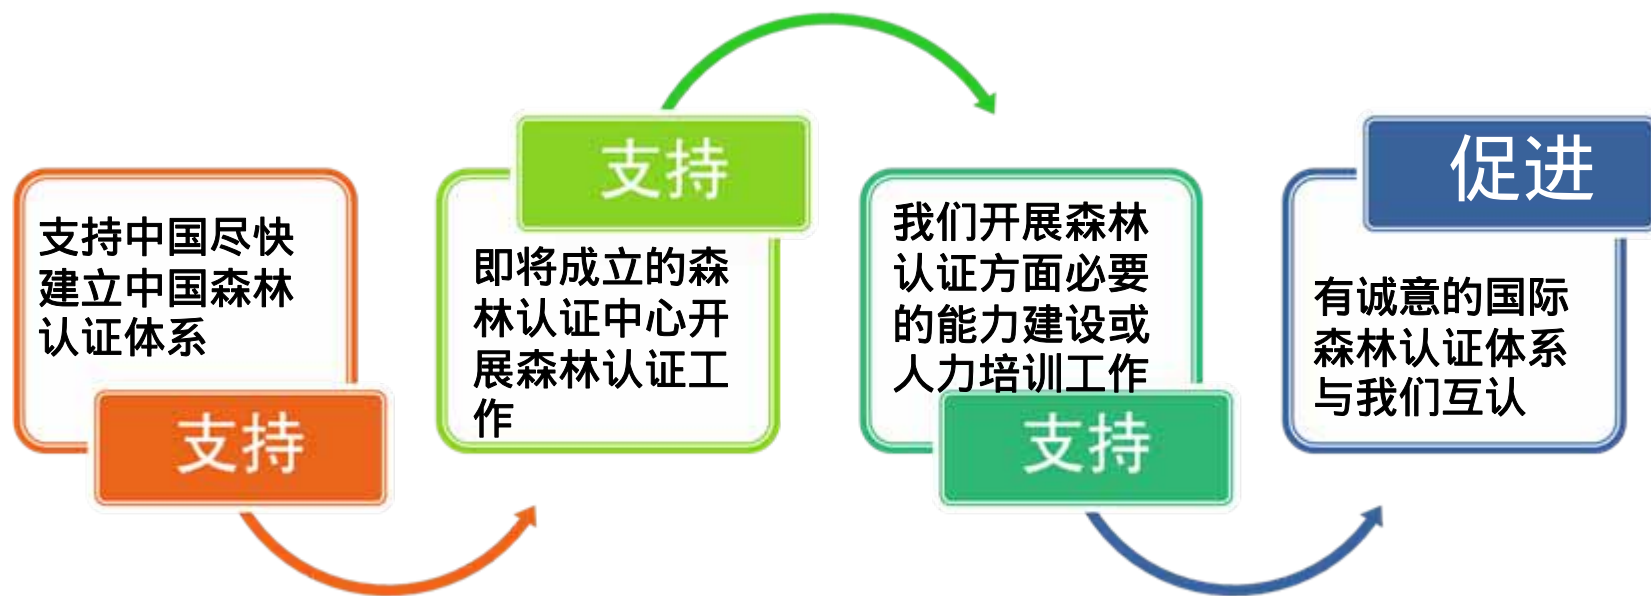 支持中国尽快
建立中国森林
认证体系
支持
支持
即将成立的森
林认证中心开
展森林认证工
作
我们开展森林
认证方面必要
的能力建设或
人力培训工作
支持
促进
有诚意的国际
森林认证体系
与我们互认